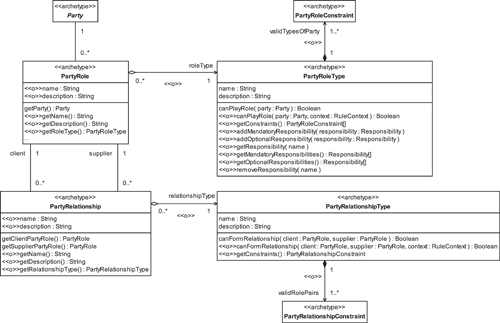 <<archetype>>
Party
1
0..*
<<archetype>>
PartyRole
<<o>>name : String
<<o>>description : String
getParty() : Party
<<o>>getName() : String
<<o>>getDescription() : String
<<o>>getRoleType() : PartyRoleType
roleType
0..*
<<o>>
1
<<archetype>>
PartyRoleConstraint
validTypesOfParty
1..*
<<o>>
1
<<archetype>>
PartyRoleType
name : String
description : String
canPlayRole( party : Party ) : Boolean
<<o>>canPlayRole( party : Party, context : RuleContext ) : Boolean
<<o>>getConstraints() : PartyRoleConstraint[]
<<o>>addMandatoryResponsibility( responsibility : Responsibility )
<<o>>addOptionalResponsibility( responsibility : Responsibility )
<<o>>getResponsibility( name )
<<o>>getMandatoryResponsibilities() : Responsibility[]
<<o>>getOptionalResponsibilities() : Responsibility[]
<<o>>removeResponsibility( name )
client
1
supplier
1
0..*
0..*
<<archetype>>
PartyRelationship
<<o>>name : String
<<o>>description : String
getClientPartyRole() : PartyRole
getSupplierPartyRole() : PartyRole
<<o>>getName() : String
<<o>>getDescription() : String
<<o>>getRelationshipType() : PartyRelationshipType
relationshipType
0..*
<<o>>
1
<<archetype>>
PartyRelationshipType
name : String
description : String
canFormRelationship( client : PartyRole, supplier : PartyRole ) : Boolean
<<o>>canFormRelationship( client : PartyRole, supplier : PartyRole, context : RuleContext ) : Boolean
<<o>>getConstraints() : PartyRelationshipConstraint
1
<<o>>
validRolePairs
1..*
<<archetype>>
PartyRelationshipConstraint